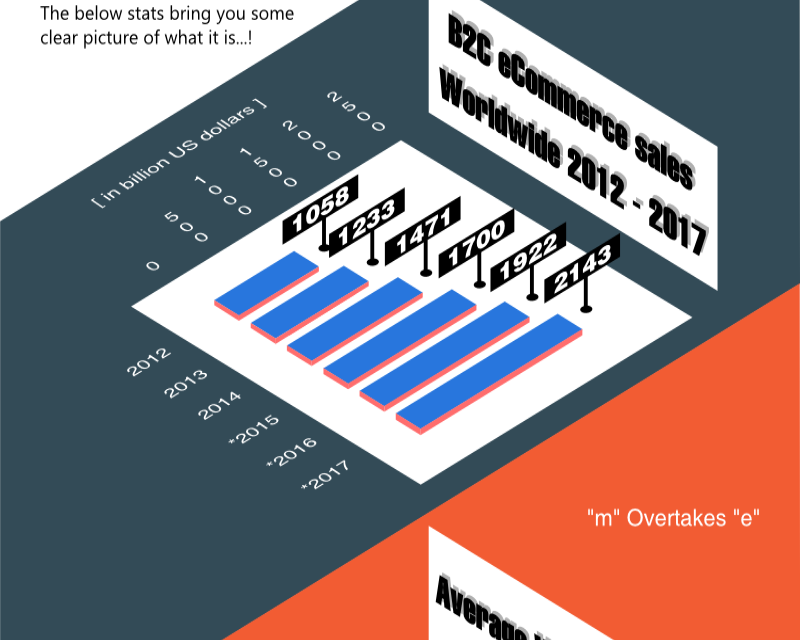 The below stats bring you some
clear picture of what it is...!
B2C eCommerce sales
Worldwide 2012 - 2017
[ in billion US dollars ]
0
500
1000
1500
2000
2500
1058
1233
1471
1700
1922
2143
2012
2013
2014
*2015
*2016
*2017
"m" Overtakes "e"
Average